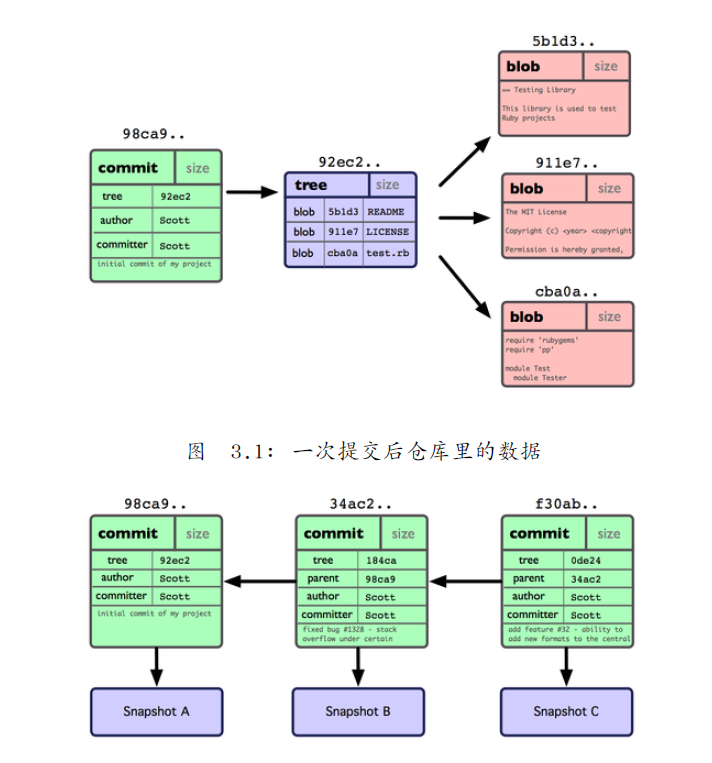 5b1d3..
blob size
== Testing Library
This library is used to test
Ruby projects
98ca9..
commit size
tree 92ec2
author Scott
committer Scott
initial commit of my project
92ec2..
tree size
blob 5b1d3 README
blob 911e7 LICENSE
blob cba0a test.rb
911e7..
blob size
The MIT License
Copyright (c) <year> <copyright
Permission is hereby granted,
cba0a..
blob size
require 'rubygems'
require 'pp'
module Test
module Tester
图 3.1: 一次提交后仓库里的数据
98ca9..
commit size
tree 92ec2
author Scott
committer Scott
initial commit of my project
Snapshot A
34ac2..
commit size
tree 184ca
parent 98ca9
author Scott
committer Scott
fixed bug #1328 - stack
overflow under certain
Snapshot B
f30ab..
commit size
tree 0de24
parent 34ac2
author Scott
committer Scott
add feature #32 - ability to
add new formats to the central
Snapshot C